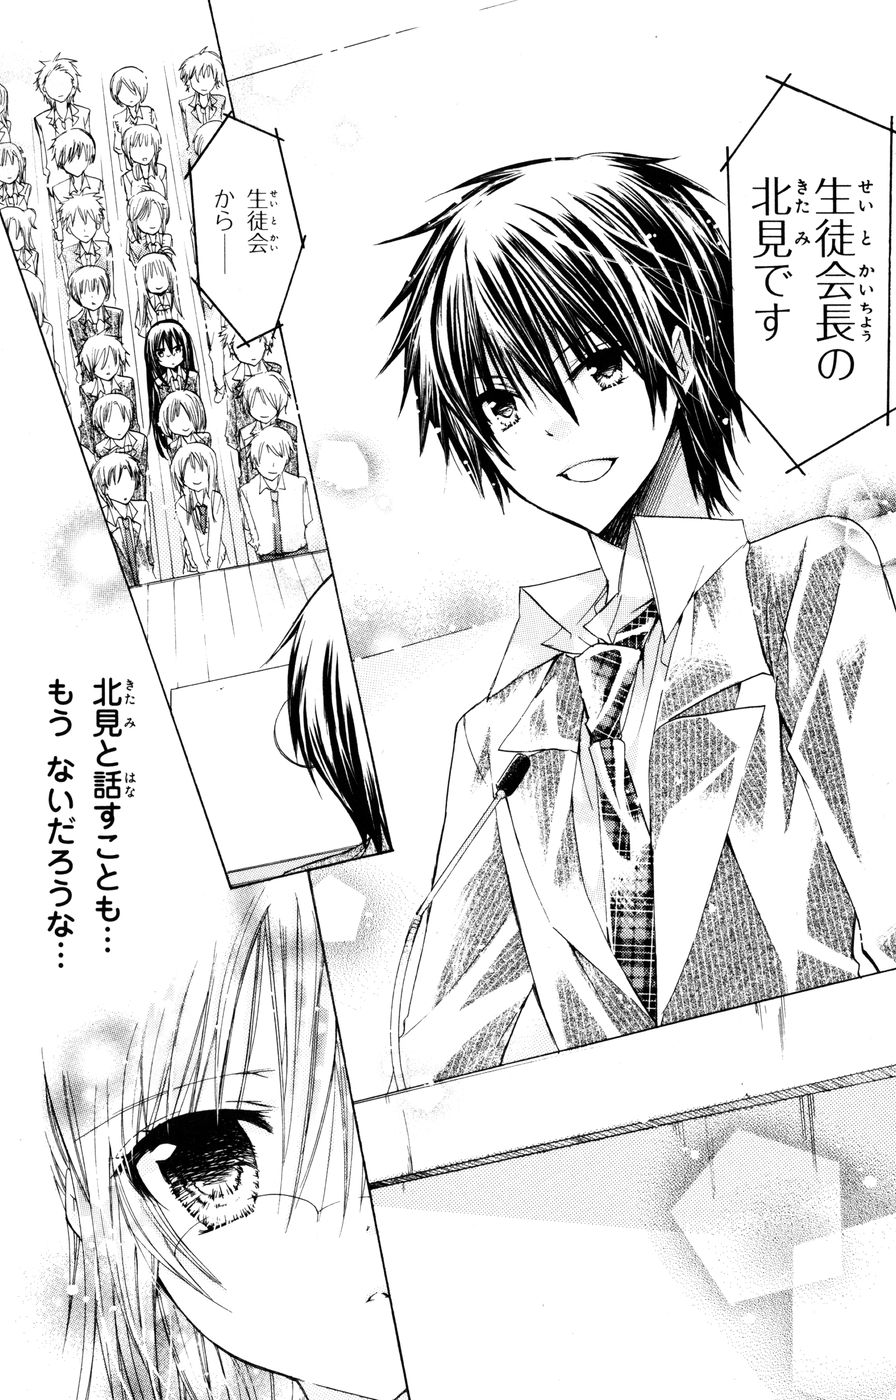 生徒会長の
北見です
生徒会
から──
北見と話すことも…
もう ないだろうな…